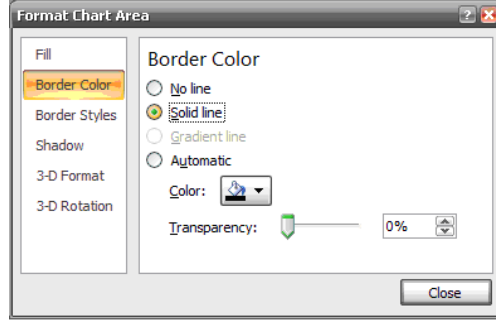 Format Chart Area
Fill
Border Color
Border Styles
Shadow
3-D Format
3-D Rotation
Border Color
No line
Solid line
Gradient line
Automatic
Color:
Transparency:
0%
Close